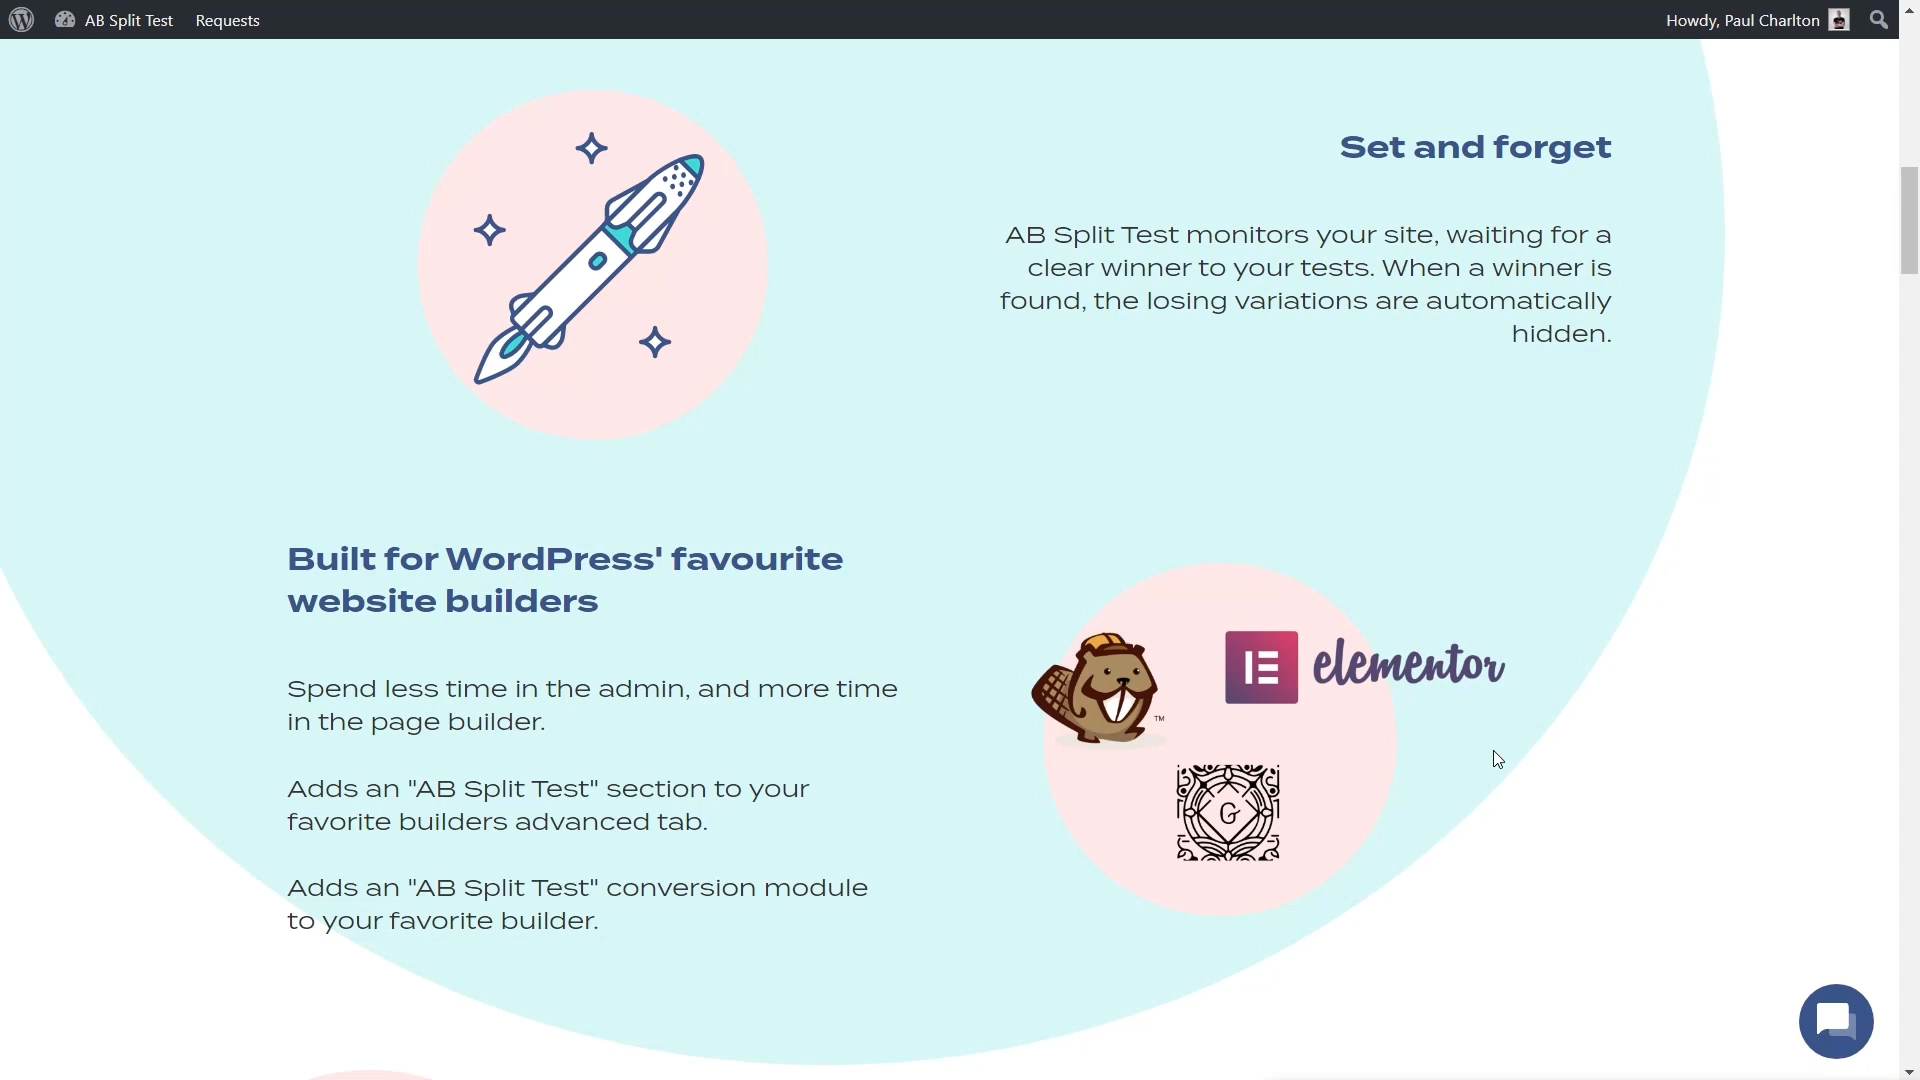 AB Split Test
Requests
Howdy, Paul Charlton
Set and forget
AB Split Test monitors your site, waiting for a
clear winner to your tests. When a winner is
found, the losing variations are automatically
hidden.
Built for WordPress' favourite
website builders
Spend less time in the admin, and more time
in the page builder.
Adds an "AB Split Test" section to your
favorite builders advanced tab.
Adds an "AB Split Test" conversion module
to your favorite builder.
TM
elementor
G